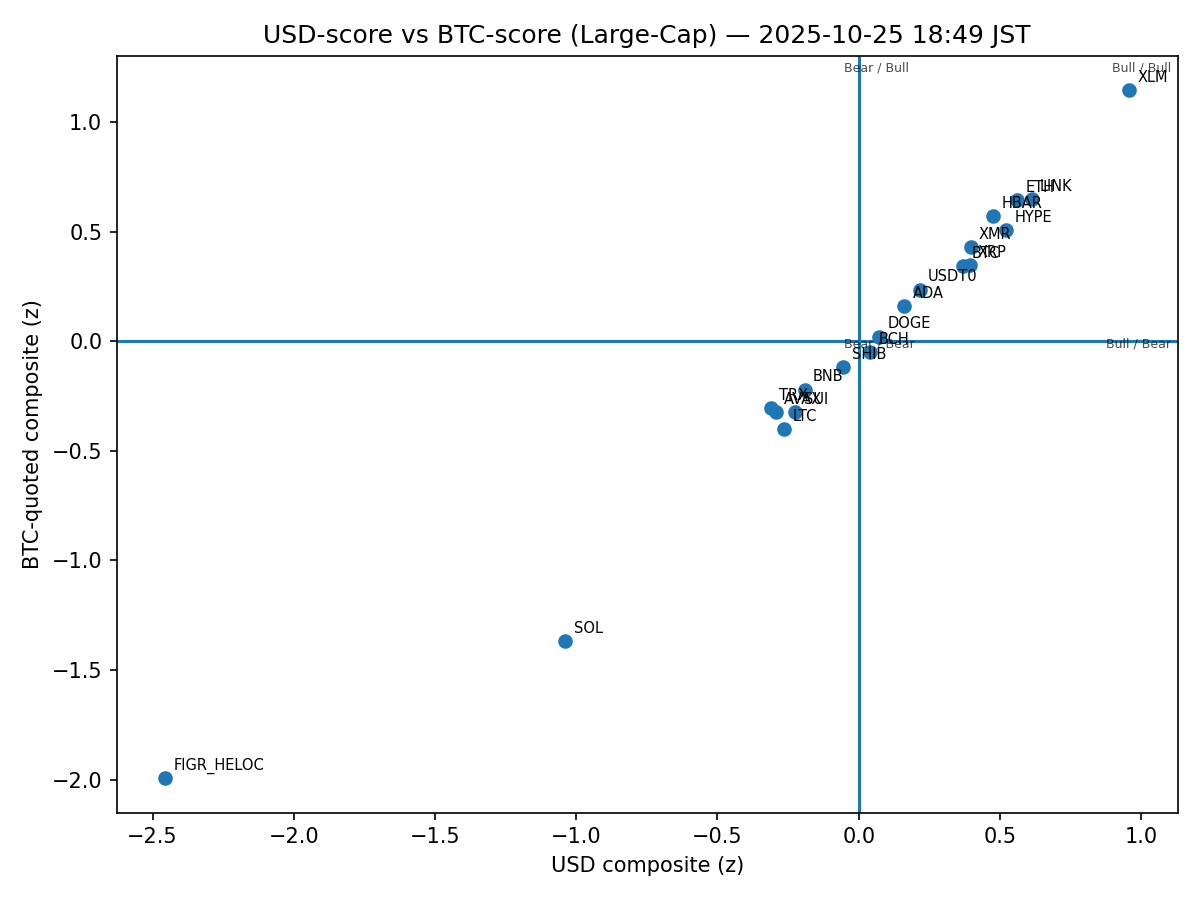 USD-score vs BTC-score (Large-Cap) — 2025-10-25 18:49 JST
Bear / Bull
Bull / Bull
XLM
1.0
ETH
LINK
HBAR
HYPE
0.5
XMR
BTC
XRP
USDT0
ADA
DOGE
0.0
BCH
Bear / Bear
Bull / Bear
SHIB
BNB
TRX
AVAX
SUI
LTC
−0.5
−1.0
SOL
−1.5
FIGR_HELOC
−2.0
BTC-quoted composite (z)
−2.5
−2.0
−1.5
−1.0
−0.5
0.0
0.5
1.0
USD composite (z)